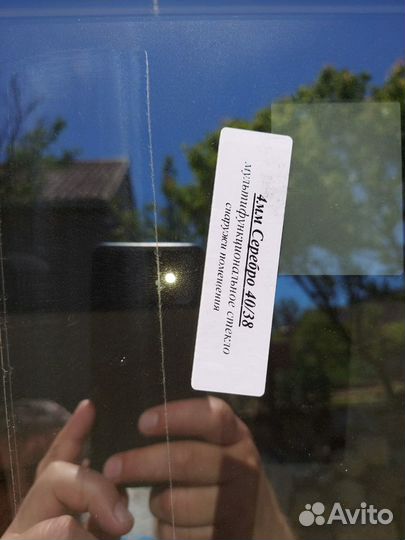 4мм Серебро 40/38
мультифункциональное стекло
снаружи помещения
Avito